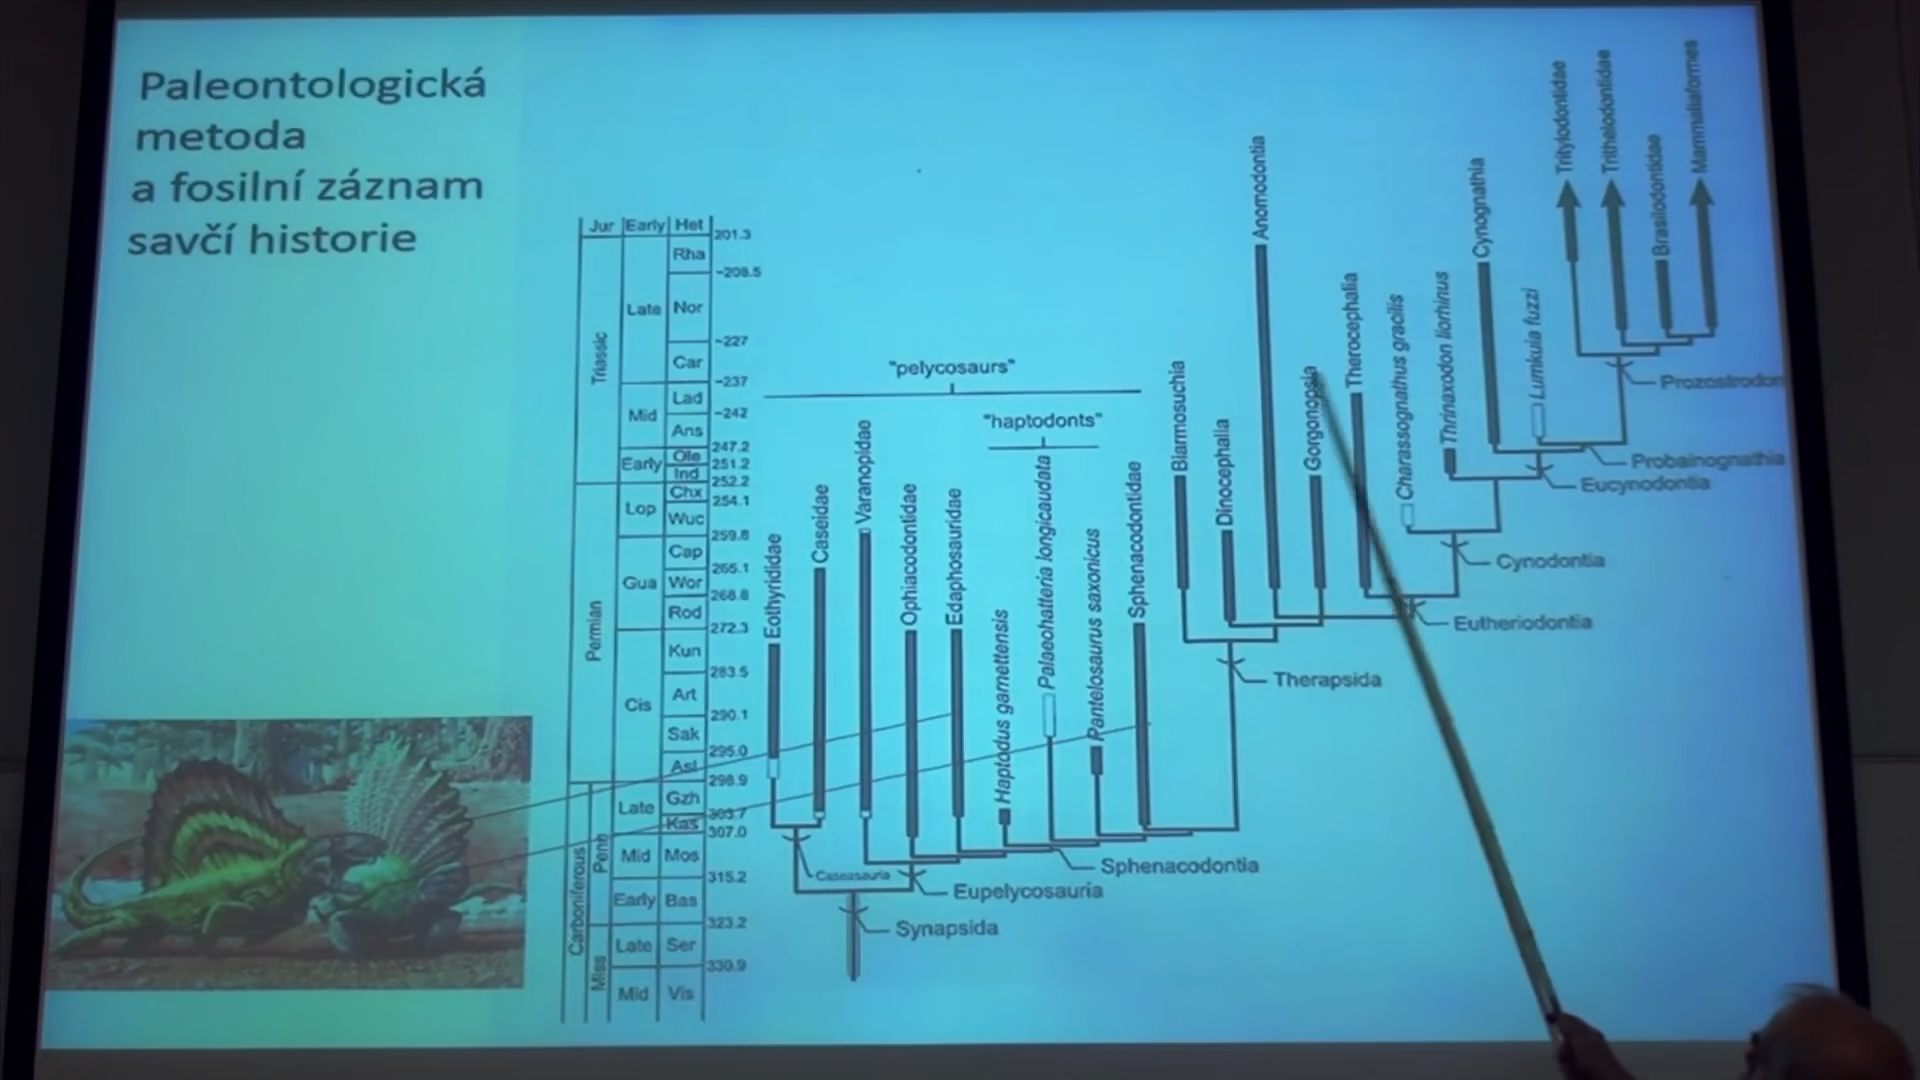 Paleontologická
metoda
a fosilní záznam
savčí historie
Jur Early Het
201.3
Rha
~208.5
Triassic Late Nor
~227
Car
~237
Mid Lad
~242
Ans
247.2
Early Ole
251.2
Ind
252.2
Permian Lop Chx
254.1
Wuc
259.8
Gua Cap
265.1
Wor
268.8
Rod
272.3
Cis Kun
283.5
Art
290.1
Sak
295.0
Asl
298.9
Carboniferous Penn Late Gzh
303.7
Kas
307.0
Mid Mos
315.2
Early Bas
323.2
Miss Late Ser
330.9
Mid Vis
"pelycosaurs"
"haptodonts"
Eothyrididae
Caseidae
Varanopidae
Ophiacodontidae
Edaphosauridae
Haptodus garnettensis
Palaeohatteria longicaudata
Pantelosaurus saxonicus
Sphenacodontidae
Biarmosuchia
Dinocephalia
Anomodontia
Gorgonopsia
Therocephalia
Charassognathus gracilis
Thrinaxodon liorhinus
Cynognathia
Lumkuia fuzzi
Tritylodontidae
Trithelodontidae
Brasilodontidae
Mammaliaformes
Prozostrodon
Probainognathia
Eucynodontia
Cynodontia
Eutheriodontia
Therapsida
Sphenacodontia
Caseasauria
Eupelycosauria
Synapsida